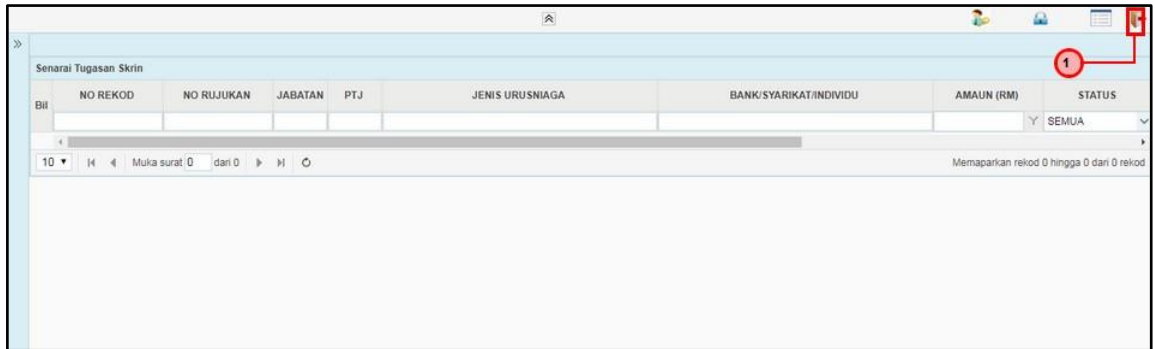 1
Senarai Tugasan Skrin
Bil NO REKOD NO RUJUKAN JABATAN PTJ JENIS URUSNIAGA BANK/SYARIKAT/INDIVIDU AMAUN (RM) STATUS
SEMUA
10 Muka surat 0 dari 0 Memaparkan rekod 0 hingga 0 dari 0 rekod